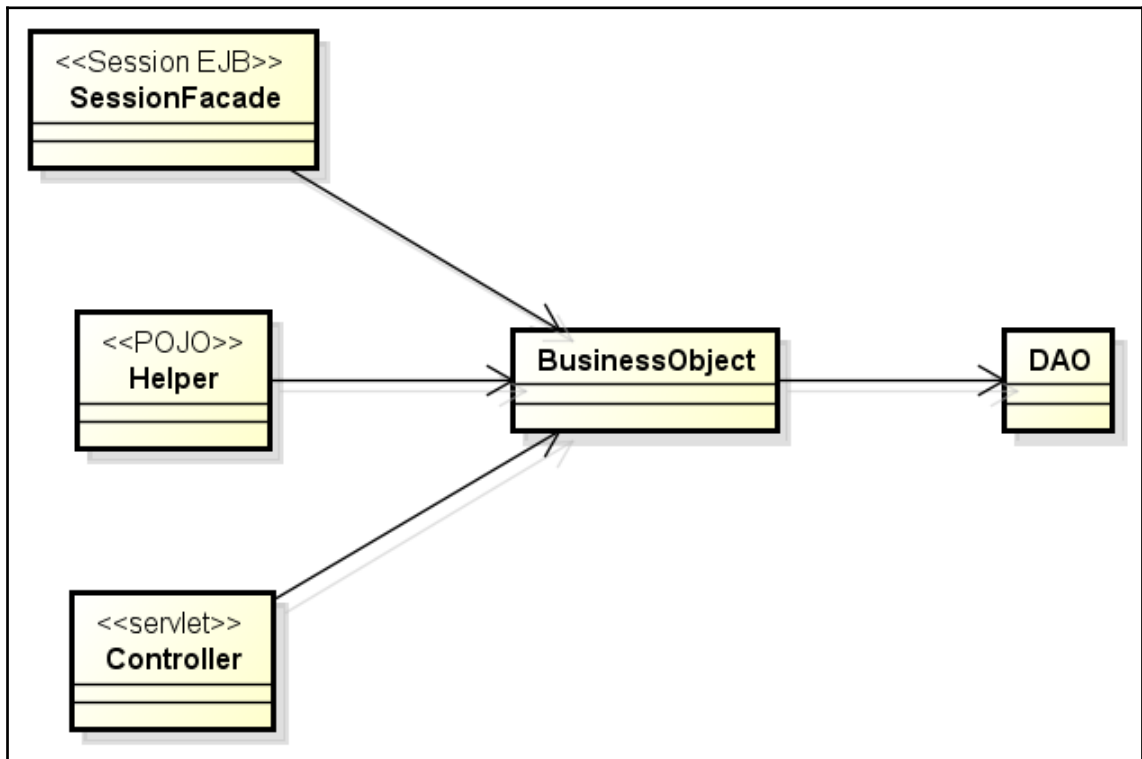 <<Session EJB>>
SessionFacade
<<POJO>>
Helper
BusinessObject
DAO
<<servlet>>
Controller